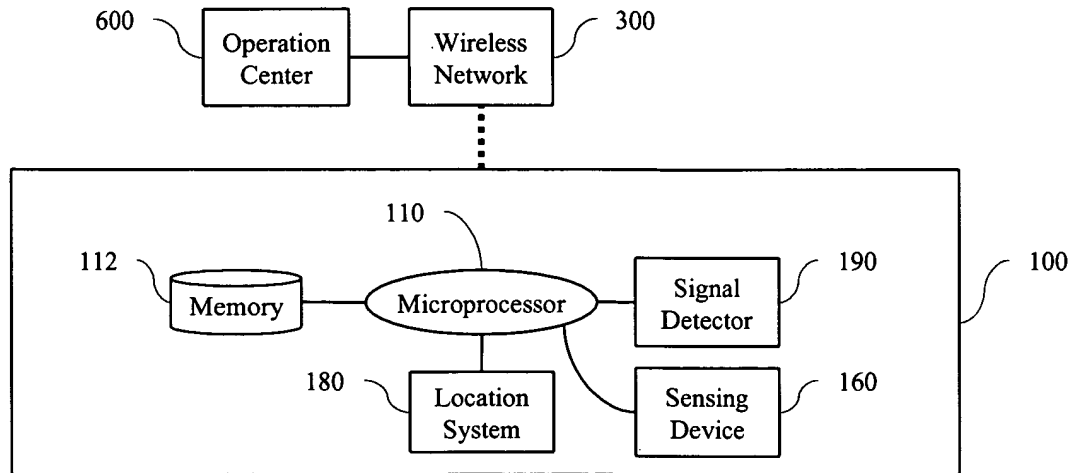 600
Operation
Center
Wireless
Network
300
110
112
Memory
Microprocessor
Signal
Detector
190
100
180
Location
System
Sensing
Device
160